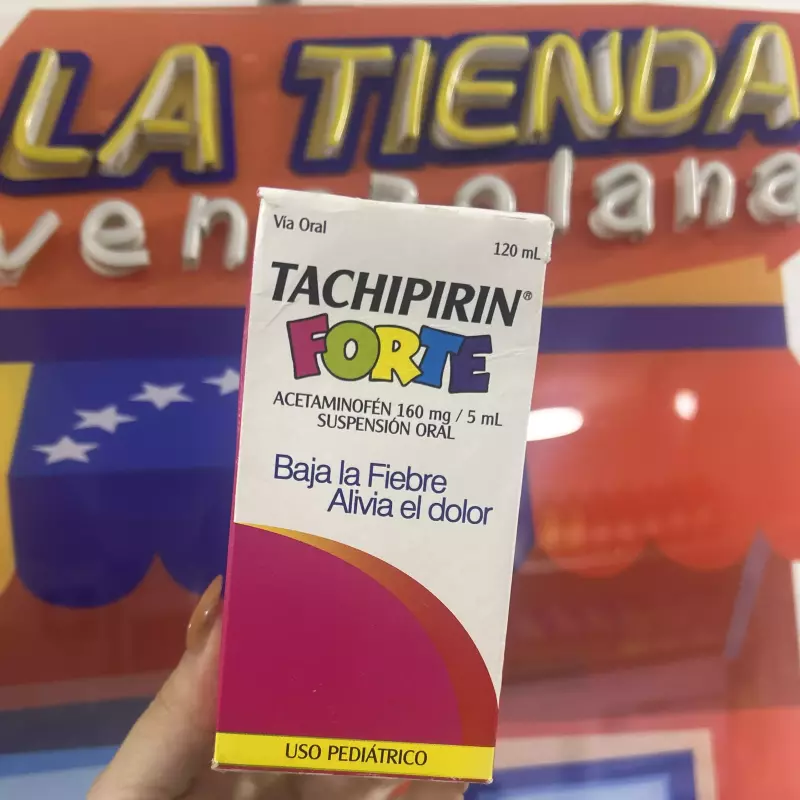 LA TIENDA
venezolana
Vía Oral
120 mL
TACHIPIRIN®
FORTE
ACETAMINOFÉN 160 mg / 5 mL
SUSPENSIÓN ORAL
Baja la Fiebre
Alivia el dolor
USO PEDIÁTRICO